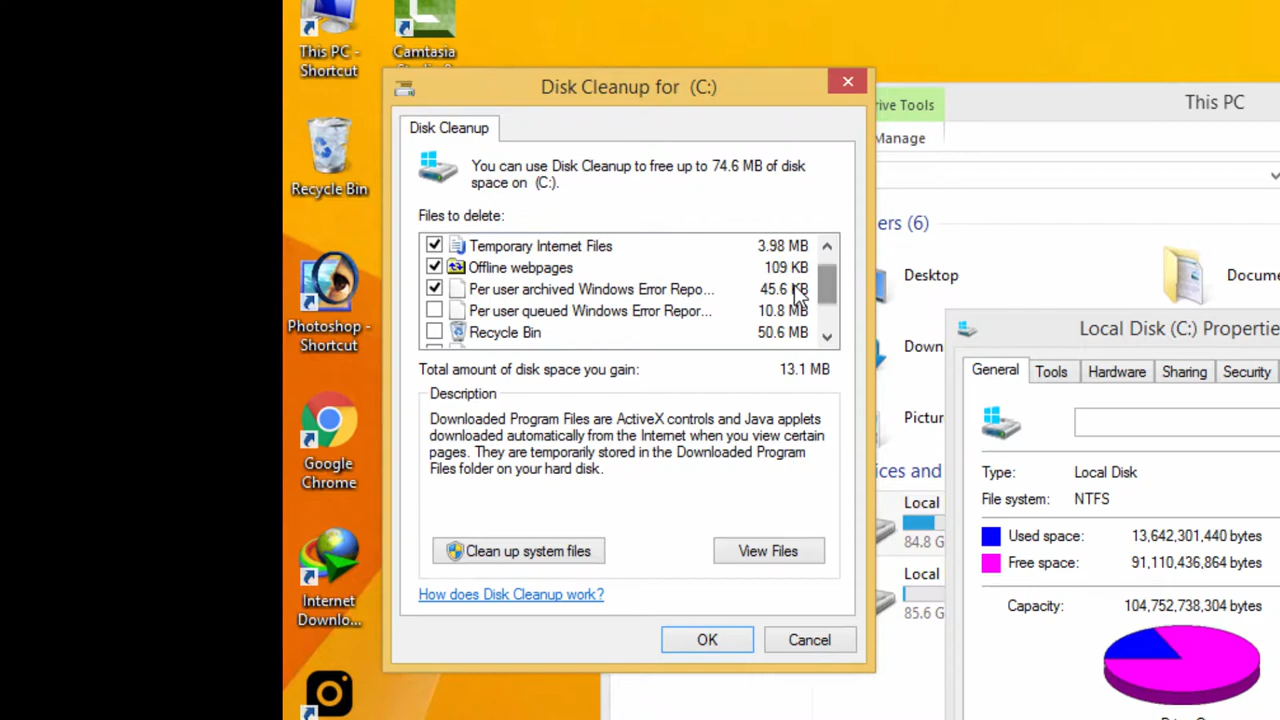 This PC -
Shortcut
Camtasia
Recycle Bin
Photoshop -
Shortcut
Google
Chrome
Internet
Downlo...
Disk Cleanup for (C:)
Disk Cleanup
You can use Disk Cleanup to free up to 74.6 MB of disk
space on (C:).
Files to delete:
Temporary Internet Files 3.98 MB
Offline webpages 109 KB
Per user archived Windows Error Repo... 45.6 KB
Per user queued Windows Error Repor... 10.8 MB
Recycle Bin 50.6 MB
Total amount of disk space you gain: 13.1 MB
Description
Downloaded Program Files are ActiveX controls and Java applets
downloaded automatically from the Internet when you view certain
pages. They are temporarily stored in the Downloaded Program
Files folder on your hard disk.
Clean up system files
View Files
How does Disk Cleanup work?
OK
Cancel
rive Tools
This PC
Manage
ers (6)
Desktop
Docume
Down
Pictur
ices and
Local
84.8 G
Local
85.6 G
Local Disk (C:) Propertie
General Tools Hardware Sharing Security
Type: Local Disk
File system: NTFS
Used space: 13,642,301,440 bytes
Free space: 91,110,436,864 bytes
Capacity: 104,752,738,304 bytes